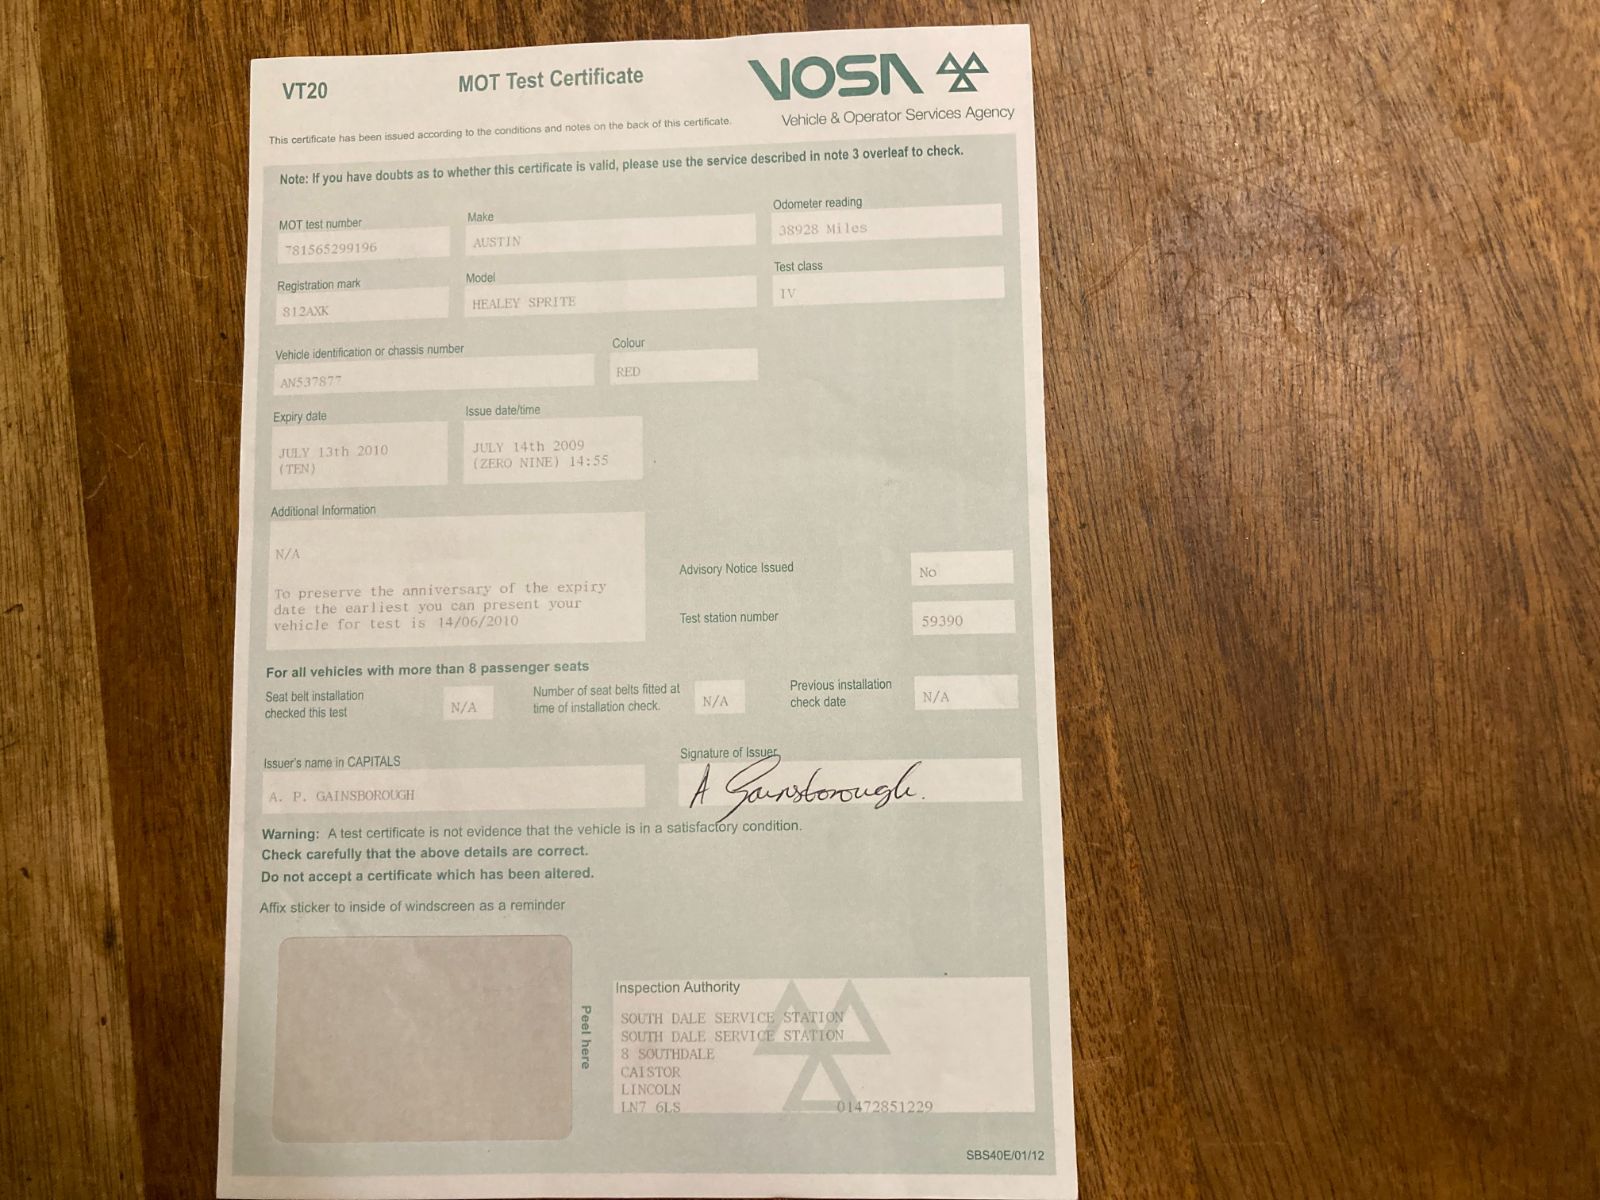 VT20
MOT Test Certificate
VOSA
Vehicle & Operator Services Agency
This certificate has been issued according to the conditions and notes on the back of this certificate.
Note: If you have doubts as to whether this certificate is valid, please use the service described in note 3 overleaf to check.
MOT test number
781565299196
Make
AUSTIN
Odometer reading
38928 Miles
Registration mark
812AXK
Model
HEALEY SPRITE
Test class
IV
Vehicle identification or chassis number
AN537877
Colour
RED
Expiry date
JULY 13th 2010
(TEN)
Issue date/time
JULY 14th 2009
(ZERO NINE) 14:55
Additional Information
N/A
To preserve the anniversary of the expiry
date the earliest you can present your
vehicle for test is 14/06/2010
Advisory Notice Issued
No
Test station number
59390
For all vehicles with more than 8 passenger seats
Seat belt installation
checked this test
N/A
Number of seat belts fitted at
time of installation check.
N/A
Previous installation
check date
N/A
Issuer's name in CAPITALS
A. P. GAINSBOROUGH
Signature of Issuer
A Gainsborough.
Warning: A test certificate is not evidence that the vehicle is in a satisfactory condition.
Check carefully that the above details are correct.
Do not accept a certificate which has been altered.
Affix sticker to inside of windscreen as a reminder
Peel here
Inspection Authority
SOUTH DALE SERVICE STATION
SOUTH DALE SERVICE STATION
8 SOUTHDALE
CAISTOR
LINCOLN
LN7 6LS 01472851229
SBS40E/01/12